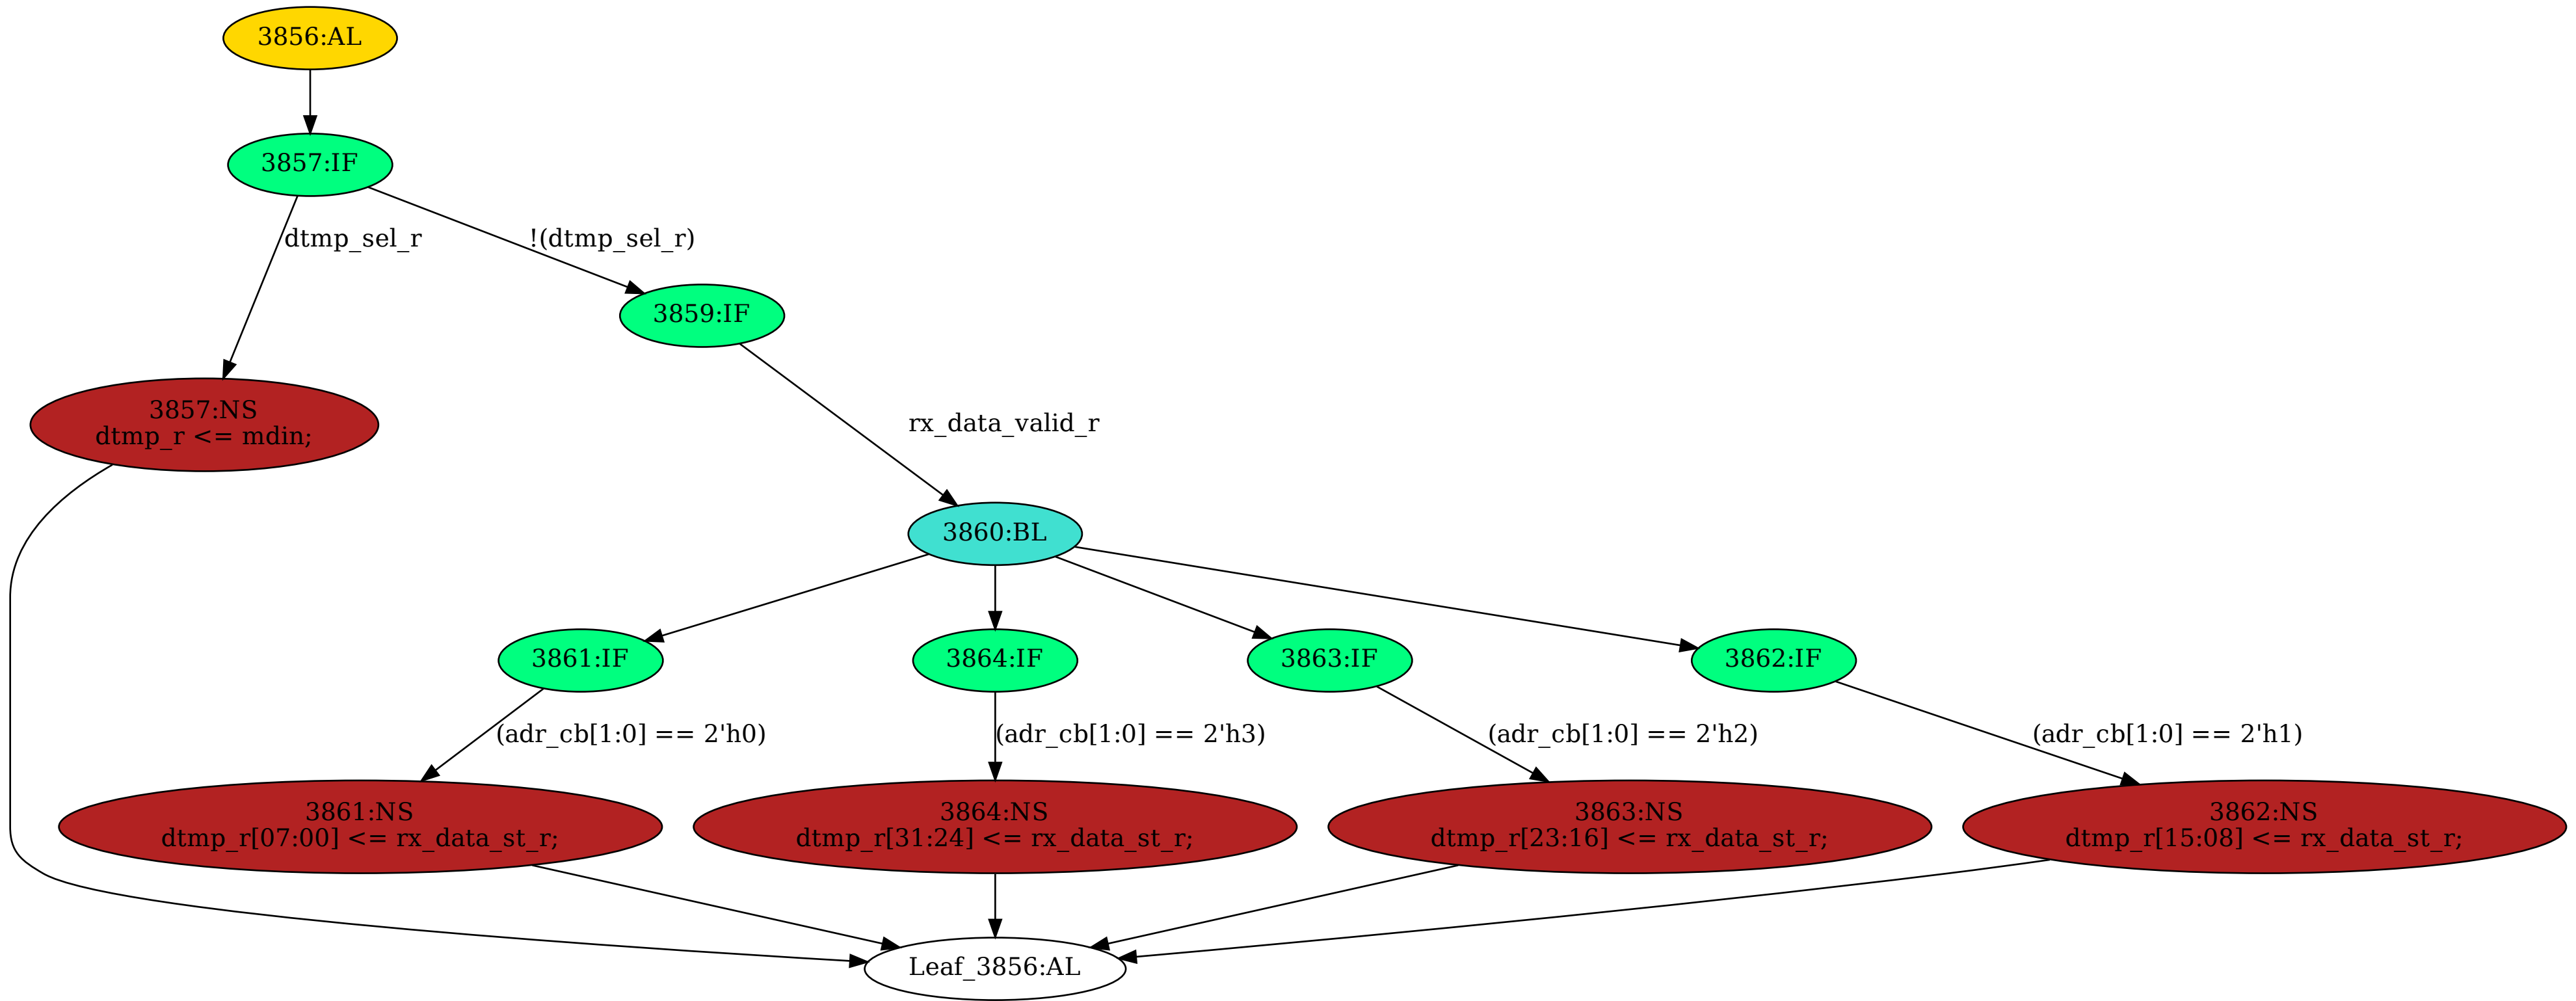 3856:AL
3857:IF
dtmp_sel_r
!(dtmp_sel_r)
3859:IF
3857:NS
dtmp_r <= mdin;
rx_data_valid_r
3860:BL
3861:IF
3864:IF
3863:IF
3862:IF
(adr_cb[1:0] == 2'h0)
(adr_cb[1:0] == 2'h3)
(adr_cb[1:0] == 2'h2)
(adr_cb[1:0] == 2'h1)
3861:NS
dtmp_r[07:00] <= rx_data_st_r;
3864:NS
dtmp_r[31:24] <= rx_data_st_r;
3863:NS
dtmp_r[23:16] <= rx_data_st_r;
3862:NS
dtmp_r[15:08] <= rx_data_st_r;
Leaf_3856:AL